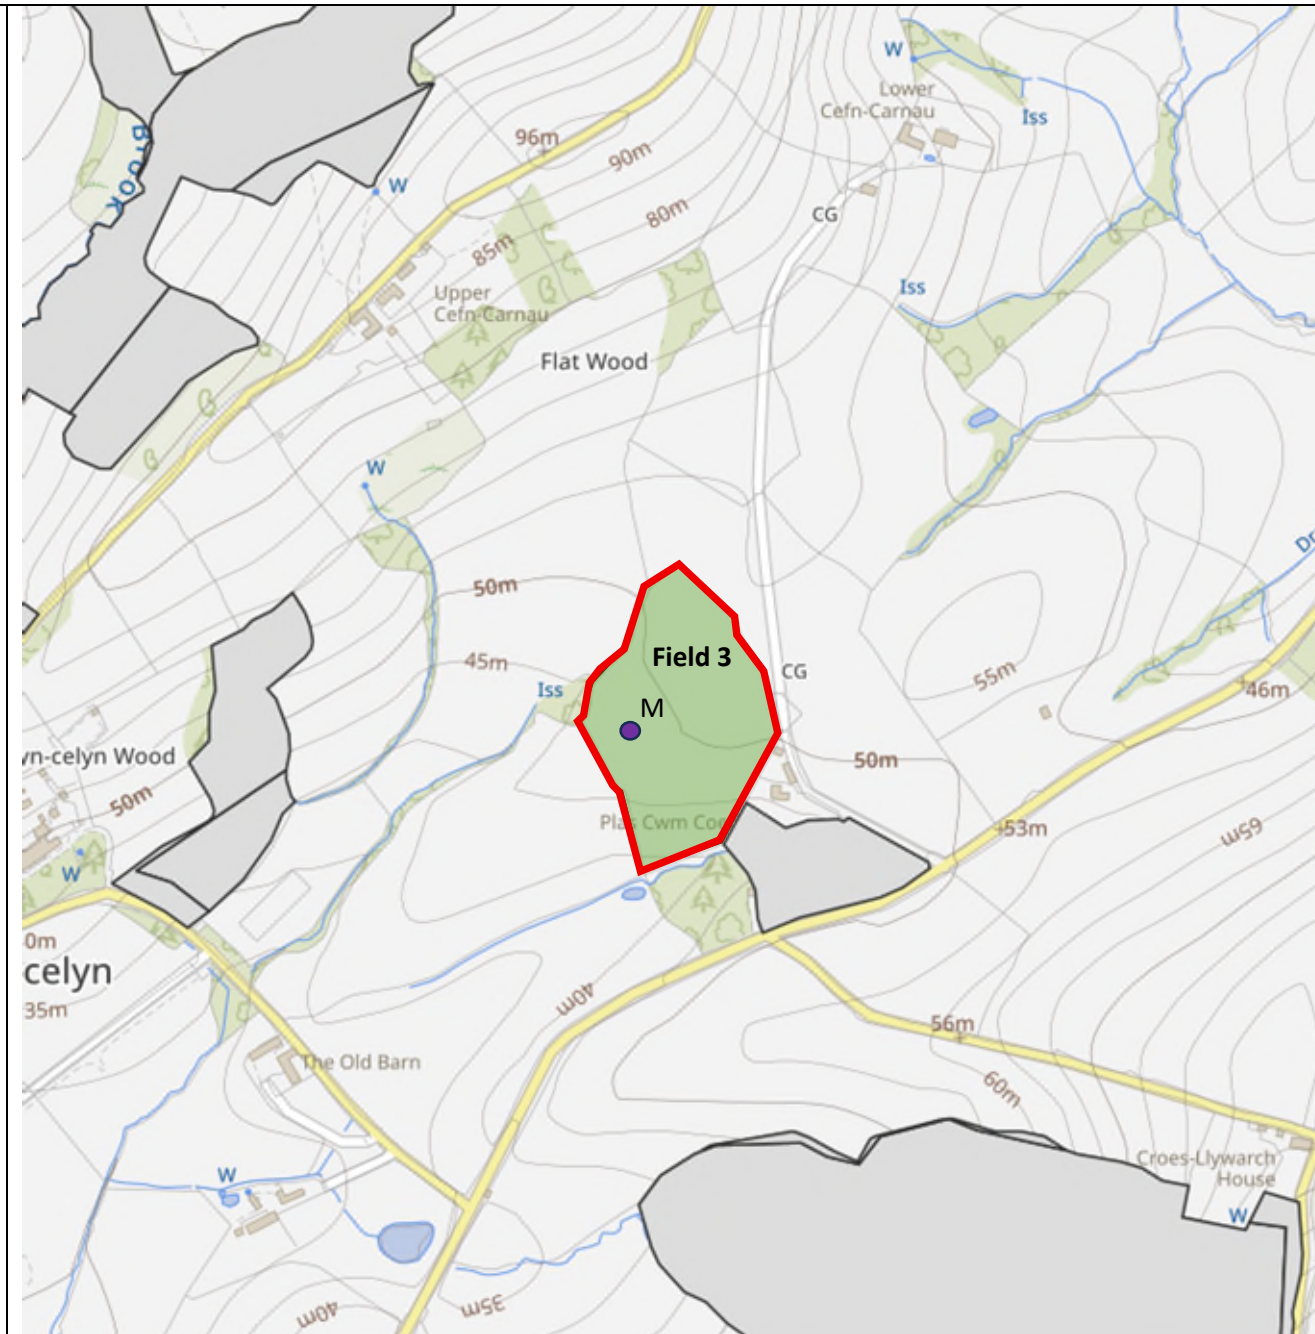 W
Lower
Cefn-Carnau
Iss
Brook
96m
90m
W
80m
CG
85m
Iss
Upper
Cefn-Carnau
Flat Wood
W
50m
Field 3
45m
CG
55m
Iss
M
46m
yn-celyn Wood
50m
50m
Plas Cwm Coe
53m
65m
W
0m
celyn
40m
35m
56m
The Old Barn
60m
Croes-Llywarch
House
W
W
35m
40m